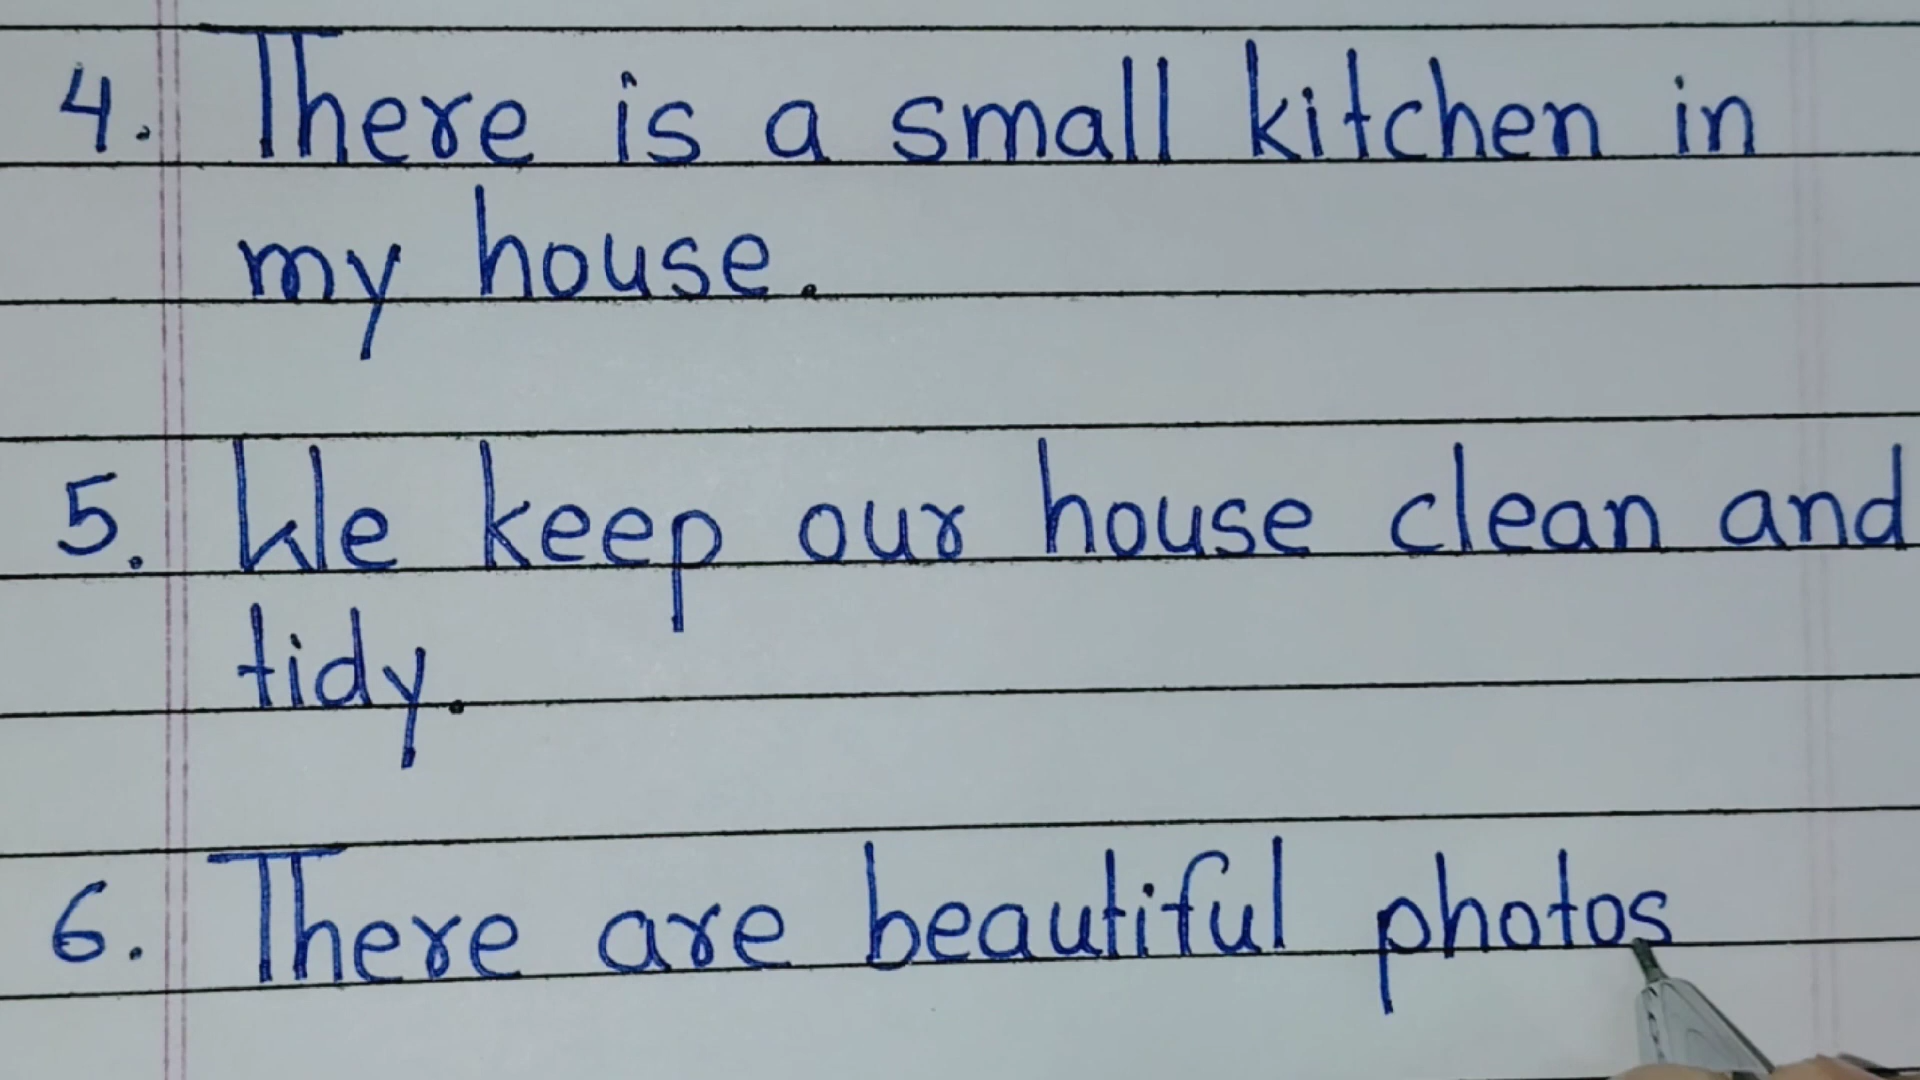 4. There is a small kitchen in
my house.
5. We keep our house clean and
tidy.
6. There are beautiful photos